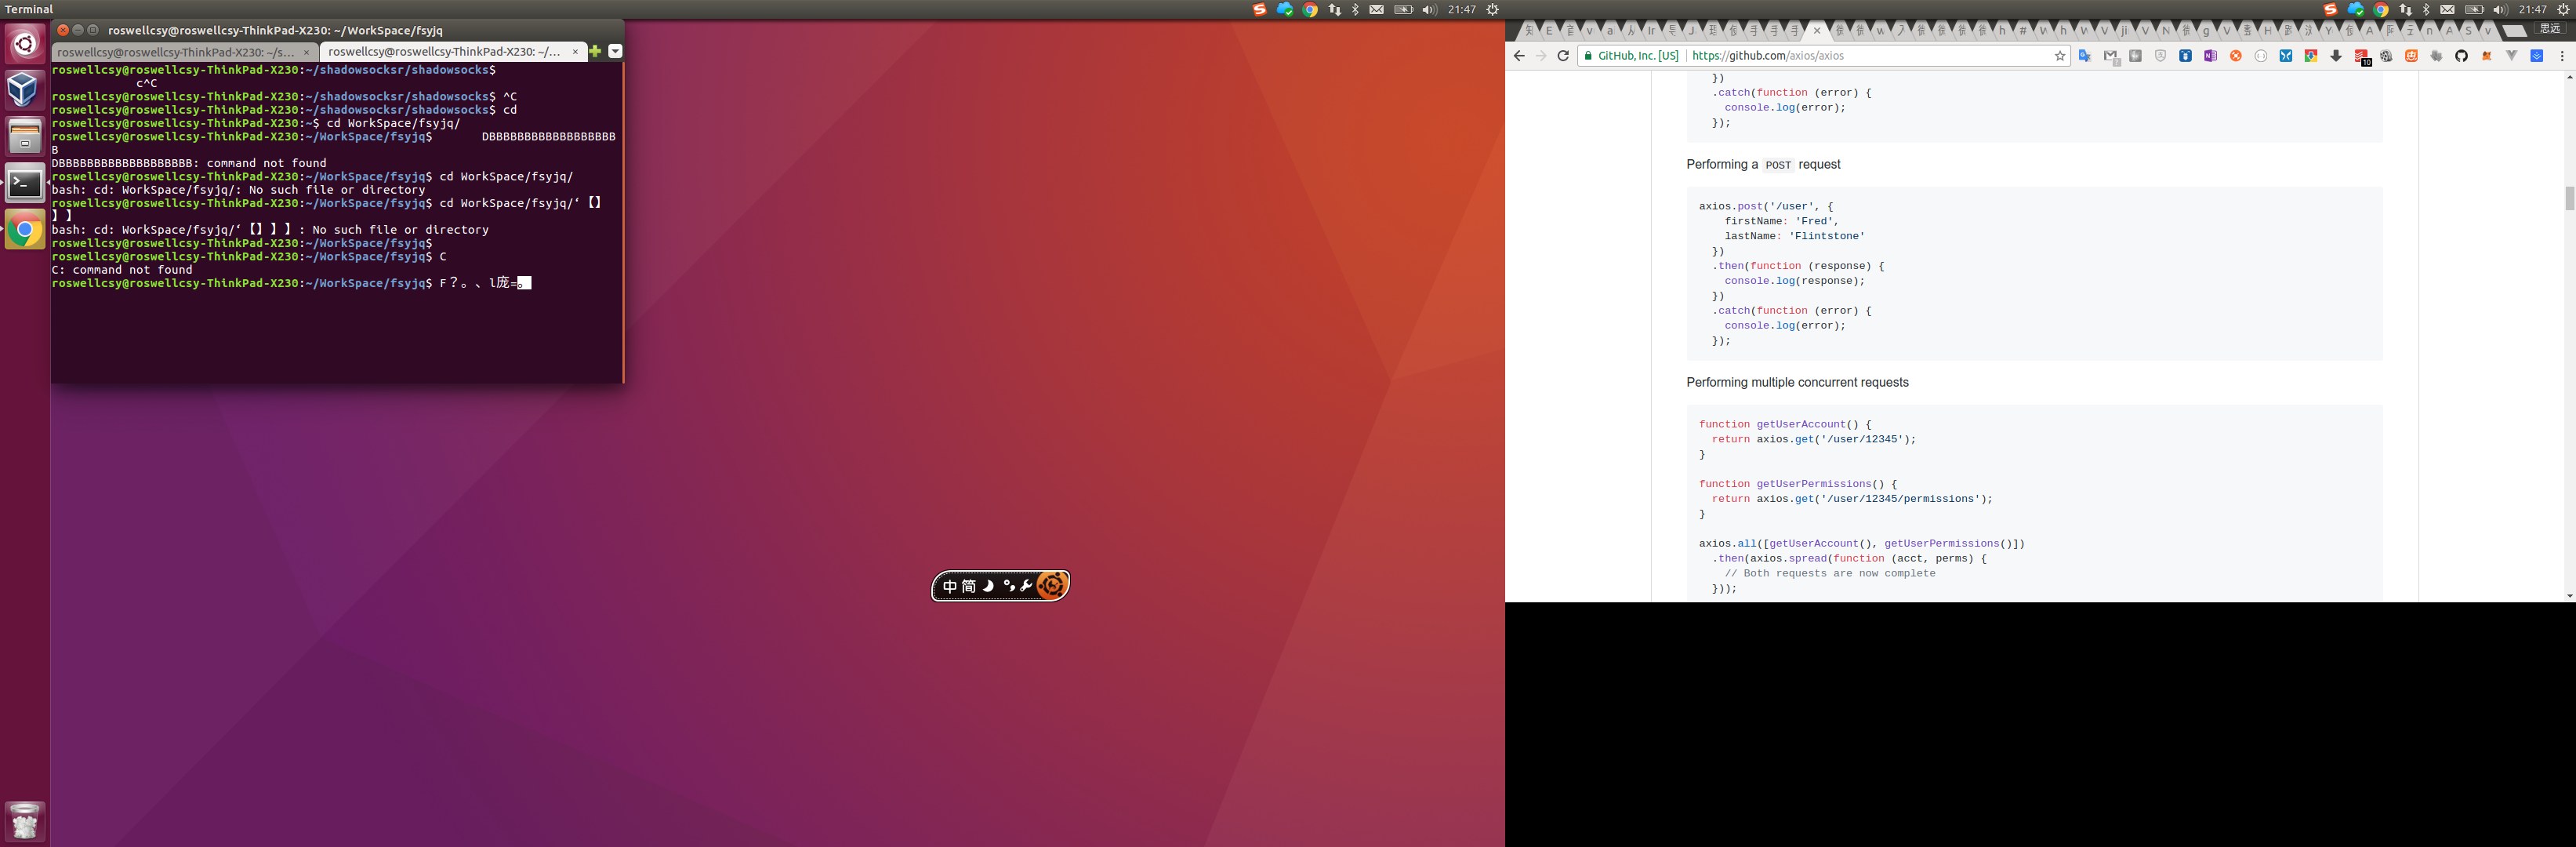 Terminal
21:47
21:47
roswellcsy@roswellcsy-ThinkPad-X230: ~/WorkSpace/fsyjq
roswellcsy@roswellcsy-ThinkPad-X230: ~/s... ×
roswellcsy@roswellcsy-ThinkPad-X230: ~/... ×
roswellcsy@roswellcsy-ThinkPad-X230:~/shadowsocksr/shadowsocks$
c^C
roswellcsy@roswellcsy-ThinkPad-X230:~/shadowsocksr/shadowsocks$ ^C
roswellcsy@roswellcsy-ThinkPad-X230:~/shadowsocksr/shadowsocks$ cd
roswellcsy@roswellcsy-ThinkPad-X230:~$ cd WorkSpace/fsyjq/
roswellcsy@roswellcsy-ThinkPad-X230:~/WorkSpace/fsyjq$ DBBBBBBBBBBBBBBBBBB
B
DBBBBBBBBBBBBBBBBBBB: command not found
roswellcsy@roswellcsy-ThinkPad-X230:~/WorkSpace/fsyjq$ cd WorkSpace/fsyjq/
bash: cd: WorkSpace/fsyjq/: No such file or directory
roswellcsy@roswellcsy-ThinkPad-X230:~/WorkSpace/fsyjq$ cd WorkSpace/fsyjq/‘【】
】】
bash: cd: WorkSpace/fsyjq/‘【】】】: No such file or directory
roswellcsy@roswellcsy-ThinkPad-X230:~/WorkSpace/fsyjq$
roswellcsy@roswellcsy-ThinkPad-X230:~/WorkSpace/fsyjq$ C
C: command not found
roswellcsy@roswellcsy-ThinkPad-X230:~/WorkSpace/fsyjq$ F？。、l庞=。
中 简
思远
GitHub, Inc. [US] https://github.com/axios/axios
10
})
.catch(function (error) {
console.log(error);
});
Performing a POST request
axios.post('/user', {
firstName: 'Fred',
lastName: 'Flintstone'
})
.then(function (response) {
console.log(response);
})
.catch(function (error) {
console.log(error);
});
Performing multiple concurrent requests
function getUserAccount() {
return axios.get('/user/12345');
}
function getUserPermissions() {
return axios.get('/user/12345/permissions');
}
axios.all([getUserAccount(), getUserPermissions()])
.then(axios.spread(function (acct, perms) {
// Both requests are now complete
}));